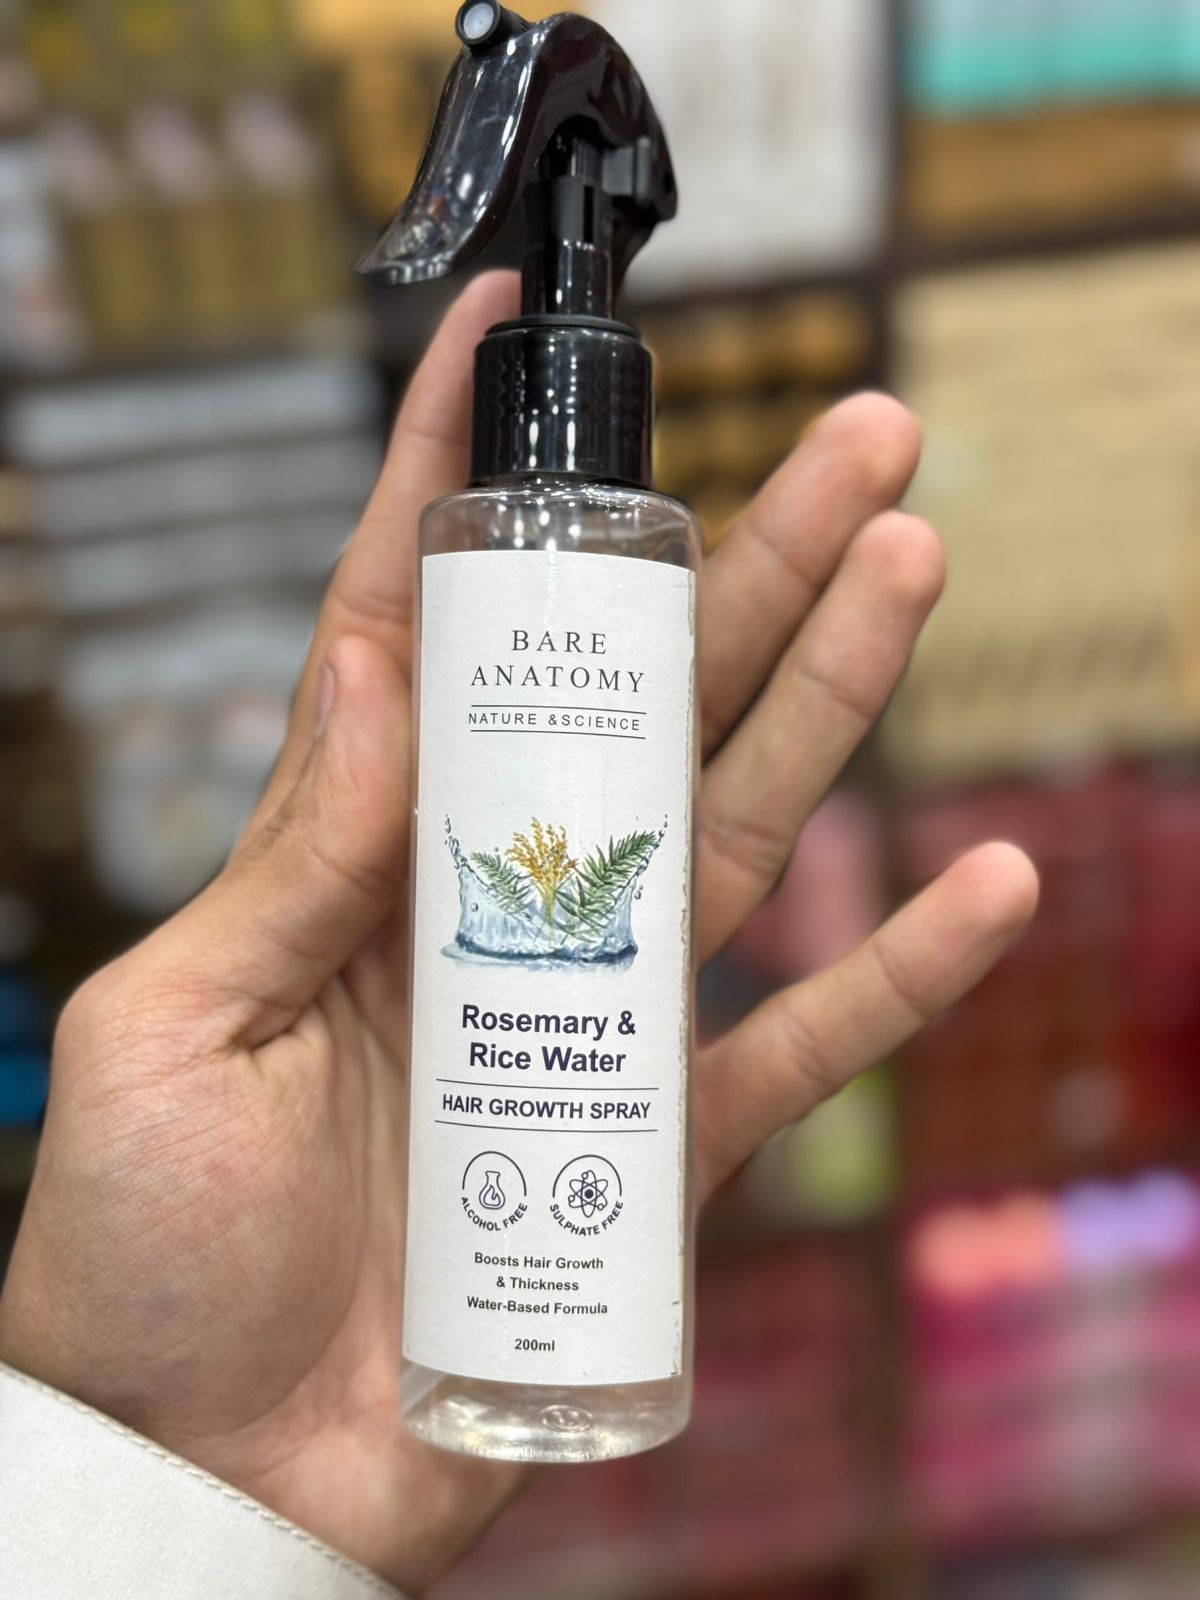 BARE
ANATOMY
NATURE &SCIENCE
Rosemary &
Rice Water
HAIR GROWTH SPRAY
ALCOHOL FREE
SULPHATE FREE
Boosts Hair Growth
& Thickness
Water-Based Formula
200ml